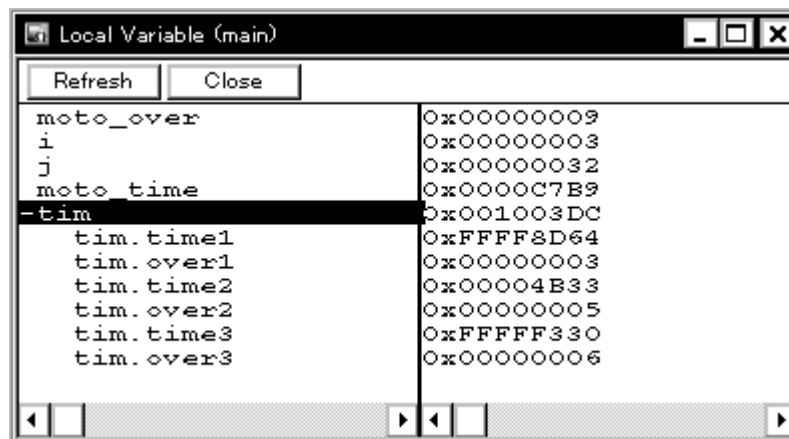 Local Variable (main)
Refresh Close
moto_over 0x00000009
i 0x00000003
j 0x00000032
moto_time 0x0000C7B9
-tim 0x001003DC
tim.time1 0xFFFF8D64
tim.over1 0x00000003
tim.time2 0x00004B33
tim.over2 0x00000005
tim.time3 0xFFFFF330
tim.over3 0x00000006